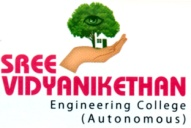 SREE
VIDYANIKETHAN
Engineering College
(Autonomous)